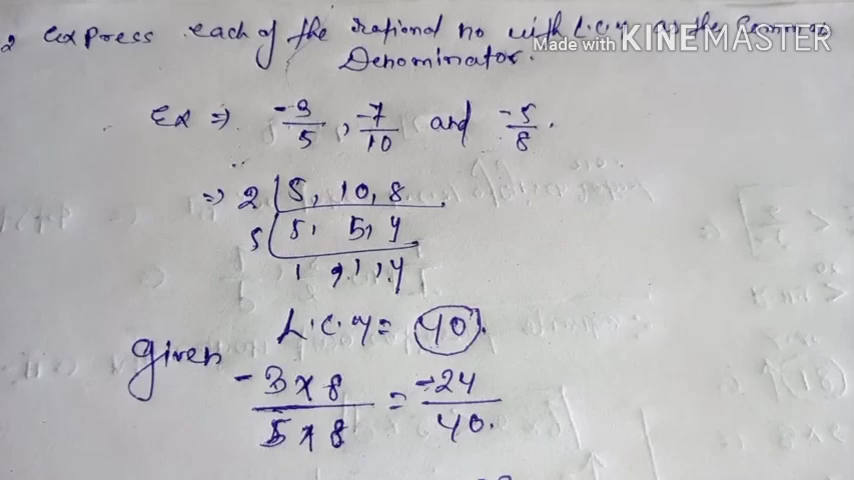 2 Express each of the rational no with L.C.M as the Common
Made with KINEMASTER
Denominator.
Ex ⇒ -3/5, -7/10 and -5/8.
⇒ 2 | 5, 10, 8
5 | 5, 5, 4
1, 1, 4
L.C.M = 40.
Given
-3×8/5×8 = -24/40.